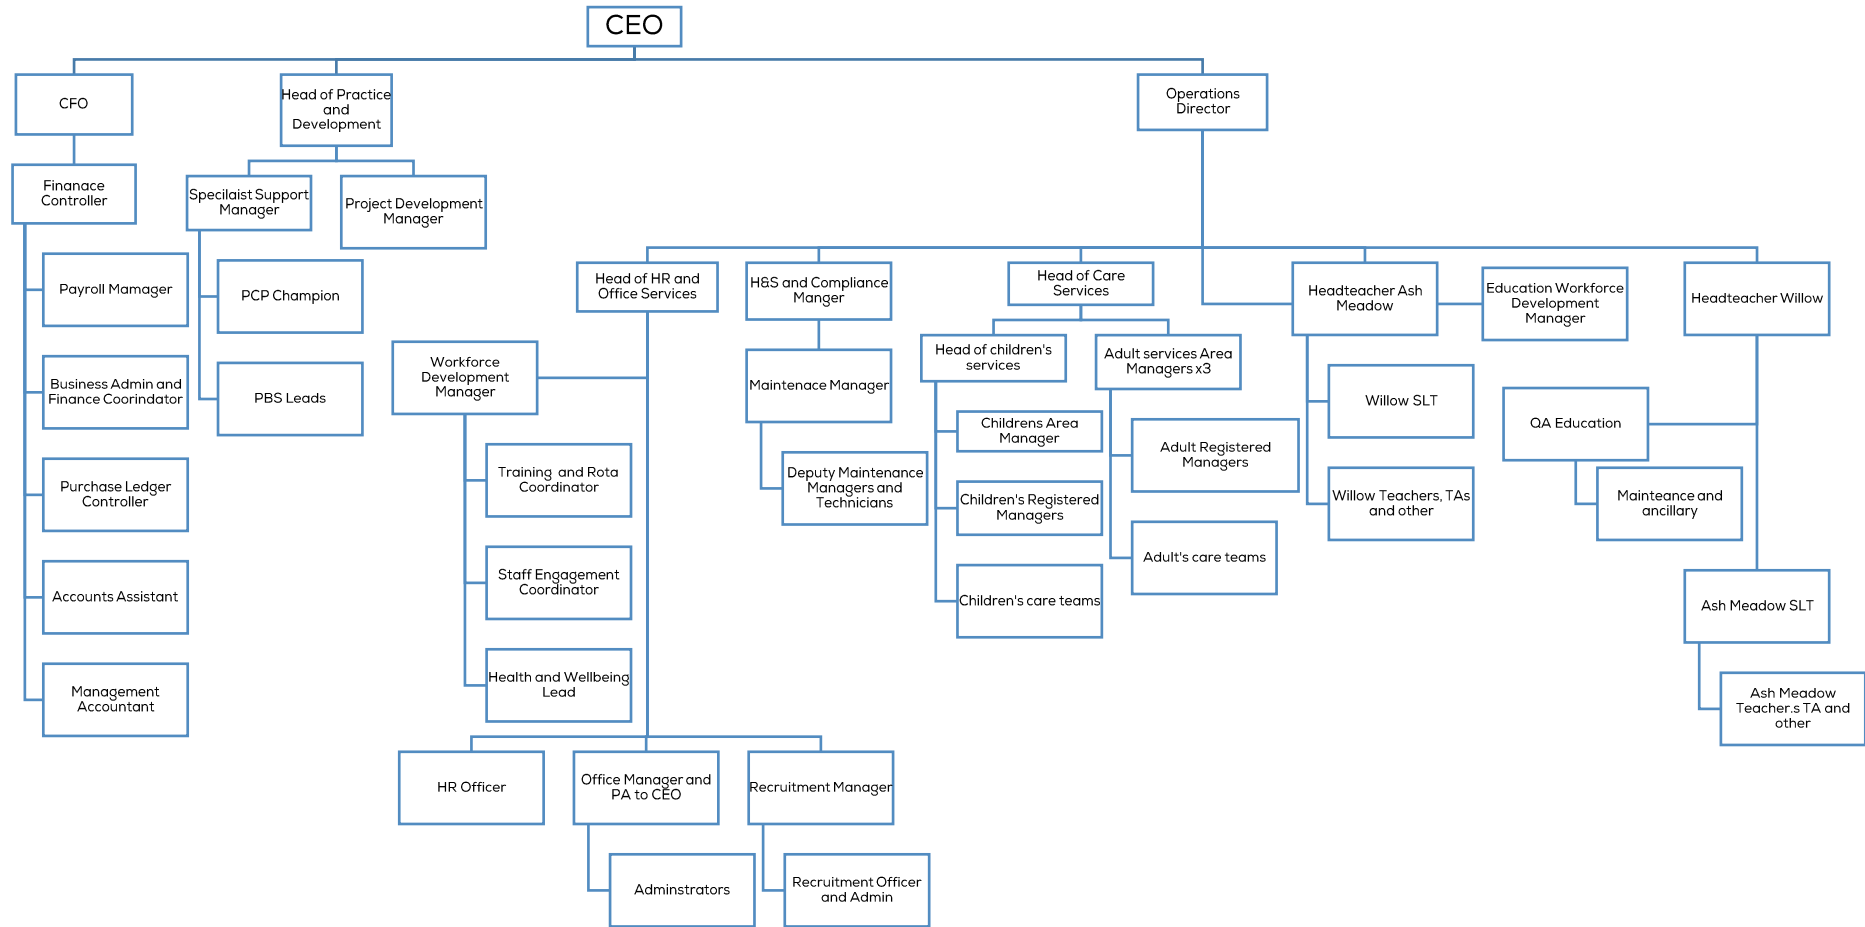 CEO
CFO
Head of Practice
and
Development
Operations
Director
Finanace
Controller
Specilaist Support
Manager
Project Development
Manager
Payroll Mamager
PCP Champion
Business Admin and
Finance Coorindator
PBS Leads
Purchase Ledger
Controller
Accounts Assistant
Management
Accountant
Head of HR and
Office Services
H&S and Compliance
Manger
Head of Care
Services
Headteacher Ash
Meadow
Education Workforce
Development
Manager
Headteacher Willow
Workforce
Development
Manager
Maintenace Manager
Head of children's
services
Adult services Area
Managers x3
Training and Rota
Coordinator
Staff Engagement
Coordinator
Health and Wellbeing
Lead
Deputy Maintenance
Managers and
Technicians
Childrens Area
Manager
Children's Registered
Managers
Children's care teams
Adult Registered
Managers
Adult's care teams
Willow SLT
Willow Teachers, TAs
and other
QA Education
Mainteance and
ancillary
Ash Meadow SLT
Ash Meadow
Teacher.s TA and
other
HR Officer
Office Manager and
PA to CEO
Recruitment Manager
Adminstrators
Recruitment Officer
and Admin